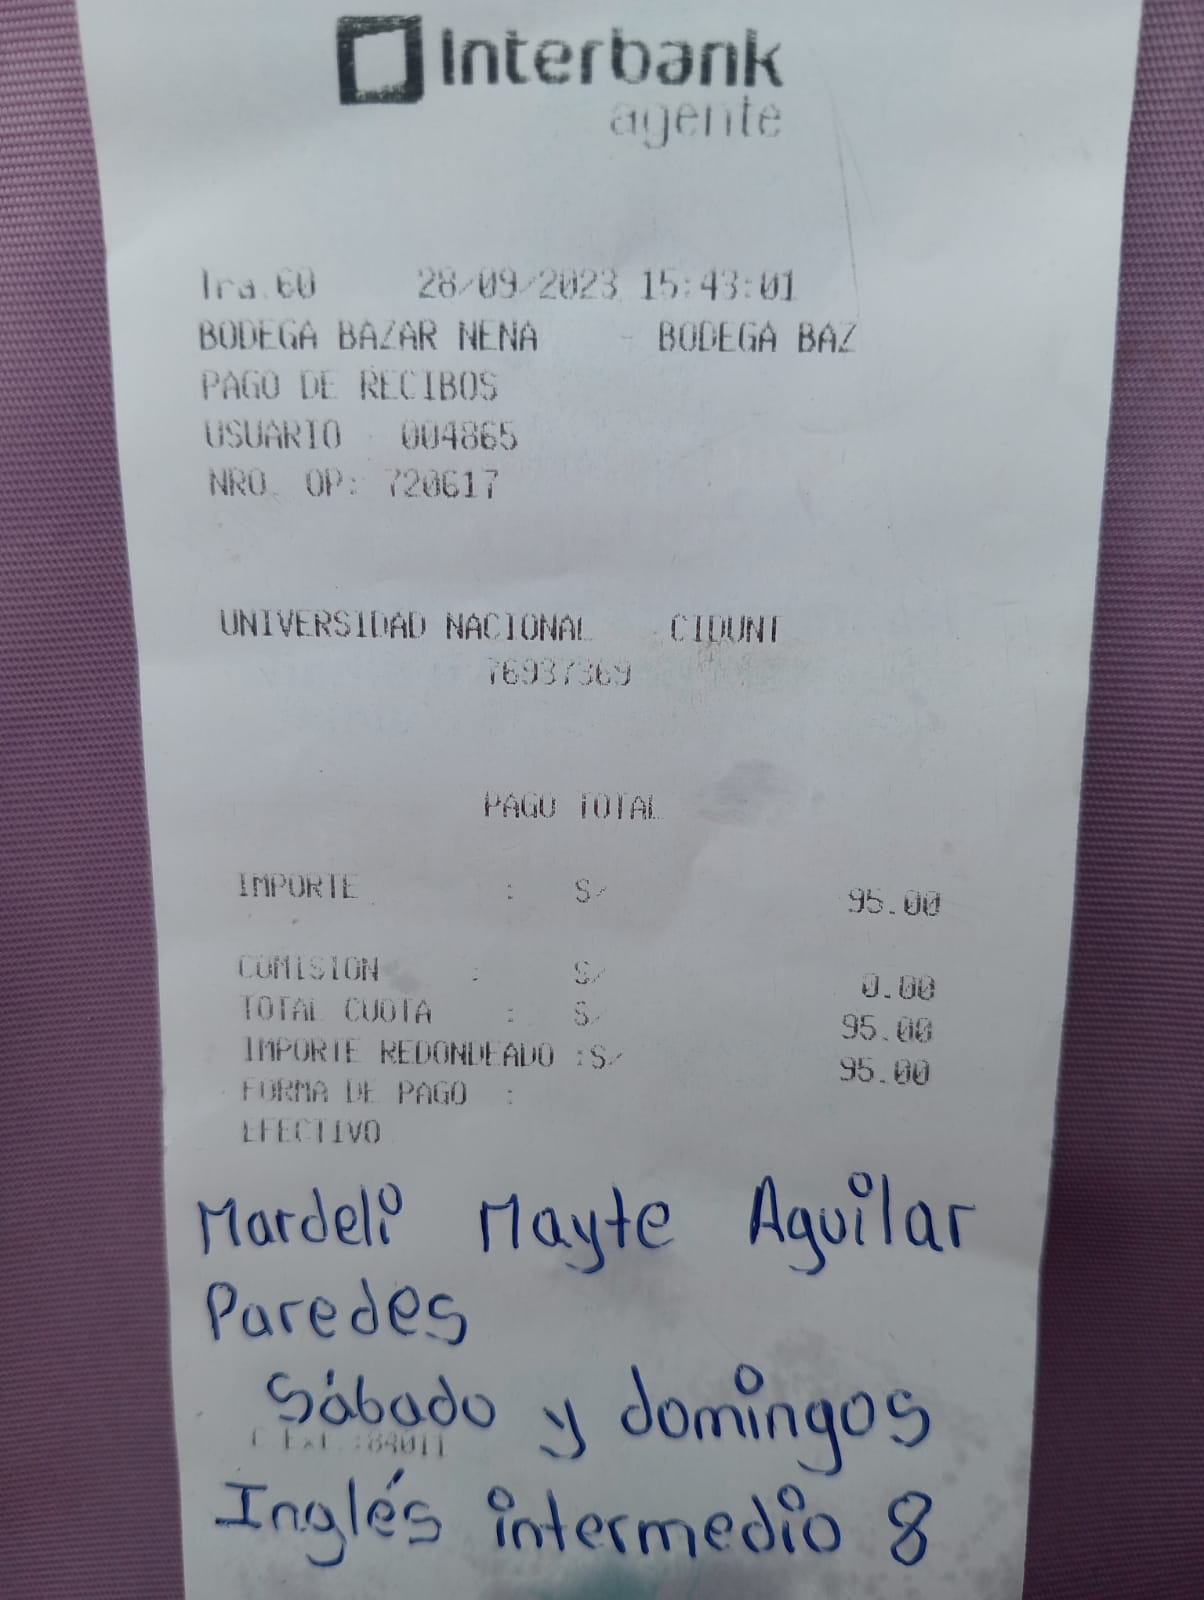 Interbank
agente
Tra.60 28/09/2023 15:43:01
BODEGA BAZAR NENA - BODEGA BAZ
PAGO DE RECIBOS
USUARIO 004865
NRO. OP: 720617
UNIVERSIDAD NACIONAL CIDUNT
76937369
PAGO TOTAL
IMPORTE : S/ 95.00
COMISION : S/ 0.00
TOTAL CUOTA : S/ 95.00
IMPORTE REDONDEADO :S/ 95.00
FORMA DE PAGO :
EFECTIVO
Mardeli Mayte Aguilar
Paredes
Sábado y domingos
Inglés intermedio 8